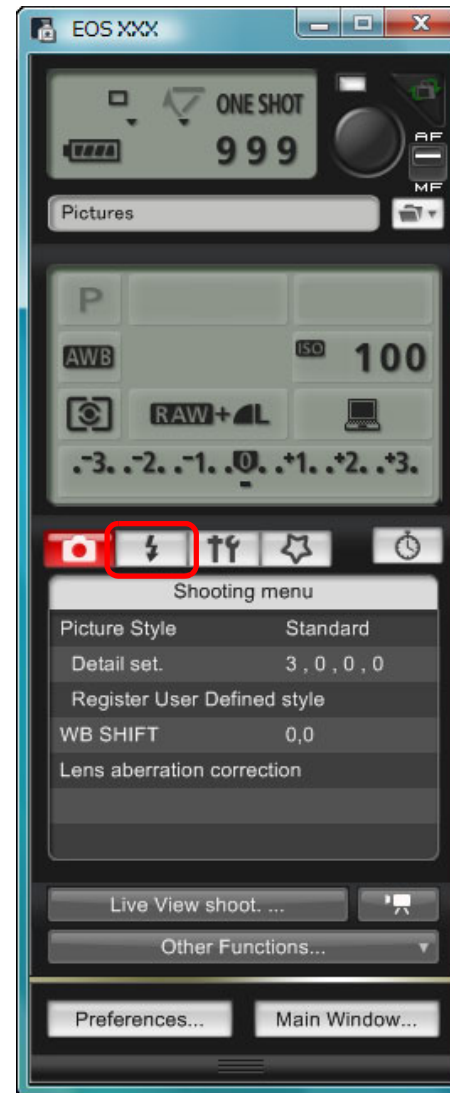 EOS XXX
ONE SHOT
999
AF
MF
Pictures
P
AWB
ISO 100
RAW+L
.-3. .-2. .-1. .0. .+1. .+2. .+3.
Shooting menu
Picture Style Standard
Detail set. 3 , 0 , 0 , 0
Register User Defined style
WB SHIFT 0,0
Lens aberration correction
Live View shoot. ...
Other Functions...
Preferences... Main Window...